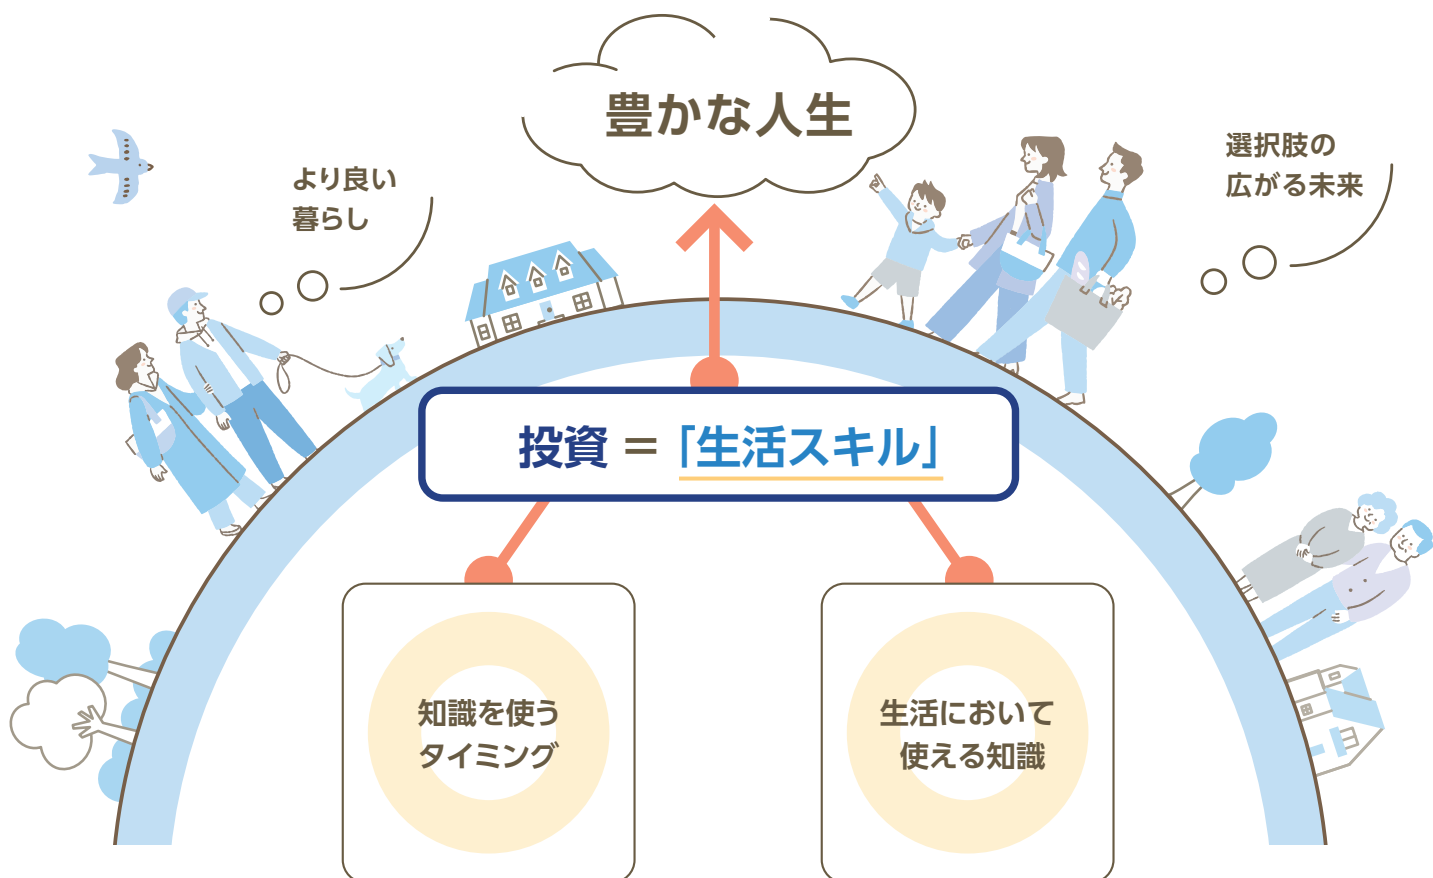 豊かな人生
より良い
暮らし
選択肢の
広がる未来
投資 = 「生活スキル」
知識を使う
タイミング
生活において
使える知識